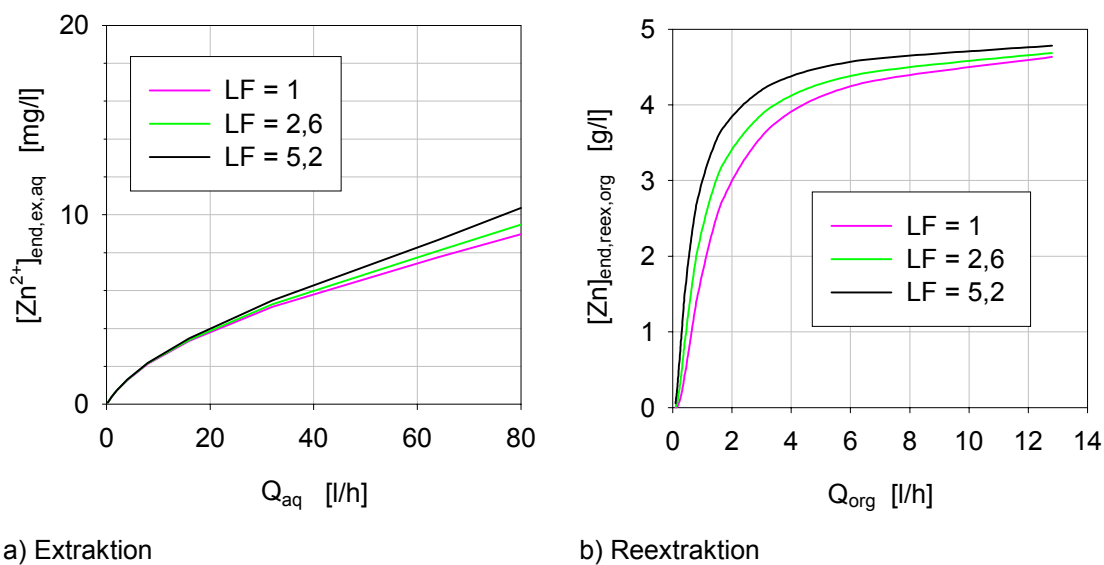 20
10
0
[Zn²⁺]end,ex,aq [mg/l]
LF = 1
LF = 2,6
LF = 5,2
0 20 40 60 80
Qaq [l/h]
a) Extraktion
5
4
3
2
1
0
[Zn]end,reex,org [g/l]
LF = 1
LF = 2,6
LF = 5,2
0 2 4 6 8 10 12 14
Qorg [l/h]
b) Reextraktion